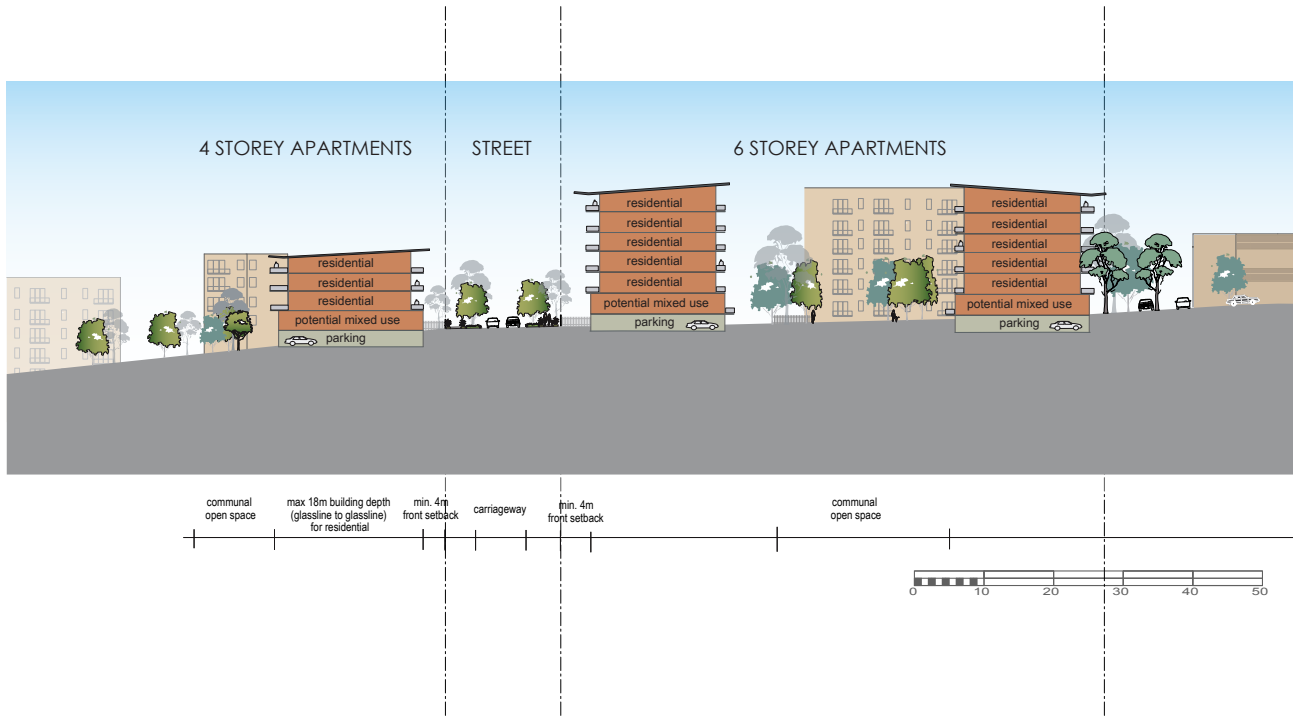 4 STOREY APARTMENTS
STREET
6 STOREY APARTMENTS
residential
residential
residential
potential mixed use
parking
residential
residential
residential
residential
residential
potential mixed use
parking
residential
residential
residential
residential
residential
potential mixed use
parking
communal
open space
max 18m building depth
(glassline to glassline)
for residential
min. 4m
front setback
carriageway
min. 4m
front setback
communal
open space
0 10 20 30 40 50